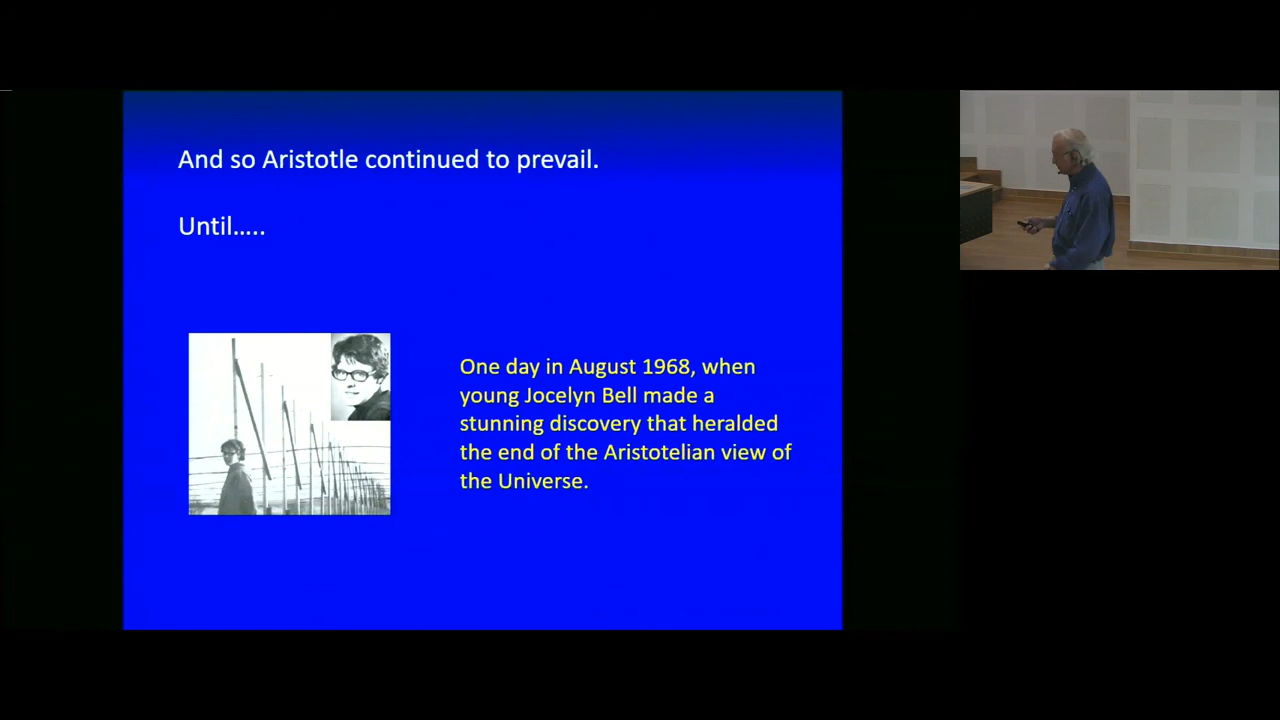 And so Aristotle continued to prevail.
Until.....
One day in August 1968, when
young Jocelyn Bell made a
stunning discovery that heralded
the end of the Aristotelian view of
the Universe.